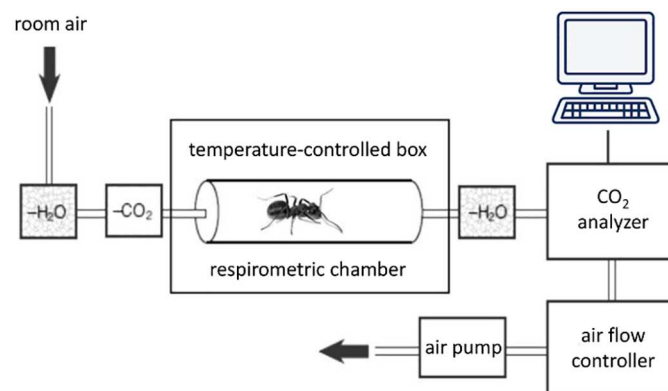 room air
–H₂O
–CO₂
temperature-controlled box
respirometric chamber
–H₂O
CO₂
analyzer
air flow
controller
air pump